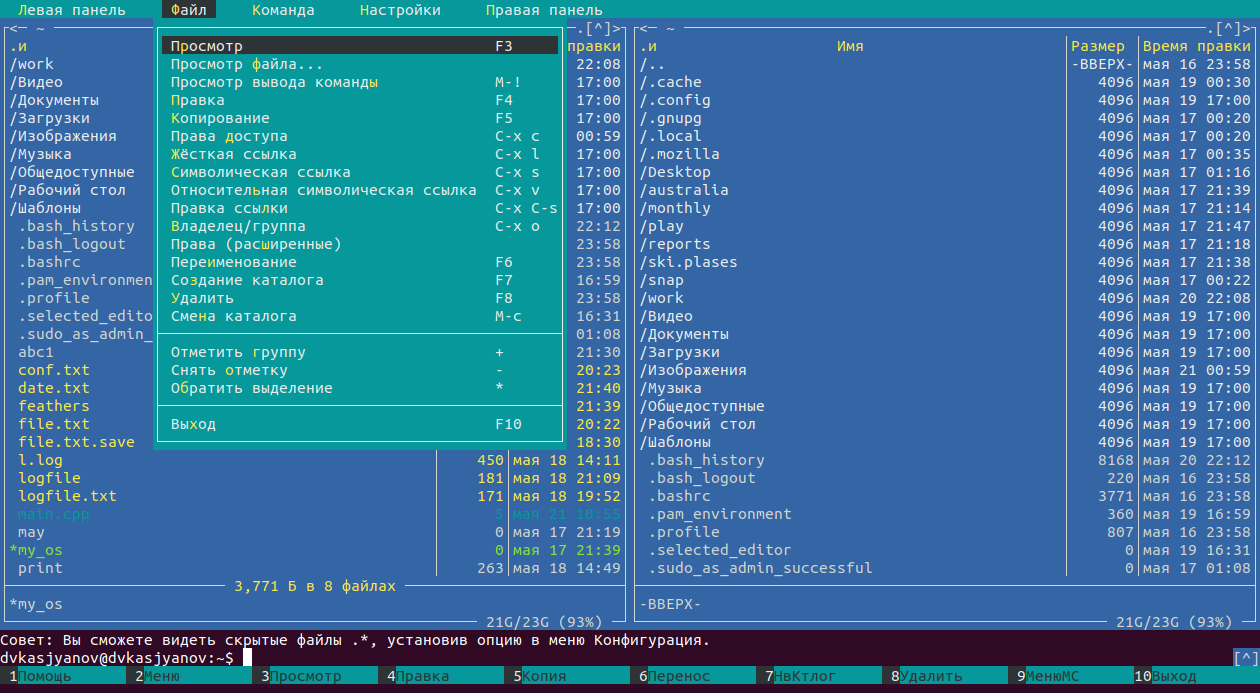 Левая панель Файл Команда Настройки Правая панель
<─ ~ .[^]> <─ ~ .[^]>
.и Просмотр F3 правки .и Имя Размер Время правки
/work Просмотр файла... 22:08 /.. -ВВЕРХ- мая 16 23:58
/Видео Просмотр вывода команды M-! 17:00 /.cache 4096 мая 19 00:30
/Документы Правка F4 17:00 /.config 4096 мая 19 17:00
/Загрузки Копирование F5 17:00 /.gnupg 4096 мая 17 00:20
/Изображения Права доступа C-x c 00:59 /.local 4096 мая 17 00:20
/Музыка Жёсткая ссылка C-x l 17:00 /.mozilla 4096 мая 17 00:35
/Общедоступные Символическая ссылка C-x s 17:00 /Desktop 4096 мая 17 01:16
/Рабочий стол Относительная символическая ссылка C-x v 17:00 /australia 4096 мая 17 21:39
/Шаблоны Правка ссылки C-x C-s 17:00 /monthly 4096 мая 17 21:14
.bash_history Владелец/группа C-x o 22:12 /play 4096 мая 17 21:47
.bash_logout Права (расширенные) 23:58 /reports 4096 мая 17 21:18
.bashrc Переименование F6 23:58 /ski.plases 4096 мая 17 21:38
.pam_environmen Создание каталога F7 16:59 /snap 4096 мая 17 00:22
.profile Удалить F8 23:58 /work 4096 мая 20 22:08
.selected_edito Смена каталога M-c 16:31 /Видео 4096 мая 19 17:00
.sudo_as_admin_ 01:08 /Документы 4096 мая 19 17:00
abc1 Отметить группу + 21:30 /Загрузки 4096 мая 19 17:00
conf.txt Снять отметку - 20:23 /Изображения 4096 мая 21 00:59
date.txt Обратить выделение * 21:40 /Музыка 4096 мая 19 17:00
feathers 21:39 /Общедоступные 4096 мая 19 17:00
file.txt Выход F10 20:22 /Рабочий стол 4096 мая 19 17:00
file.txt.save 18:30 /Шаблоны 4096 мая 19 17:00
l.log 450 мая 18 14:11 .bash_history 8168 мая 20 22:12
logfile 181 мая 18 21:09 .bash_logout 220 мая 16 23:58
logfile.txt 171 мая 18 19:52 .bashrc 3771 мая 16 23:58
main.cpp 5 мая 21 10:55 .pam_environment 360 мая 19 16:59
may 0 мая 17 21:19 .profile 807 мая 16 23:58
*my_os 0 мая 17 21:39 .selected_editor 0 мая 19 16:31
print 263 мая 18 14:49 .sudo_as_admin_successful 0 мая 17 01:08
3,771 Б в 8 файлах
*my_os -ВВЕРХ-
21G/23G (93%) 21G/23G (93%)
Совет: Вы сможете видеть скрытые файлы .*, установив опцию в меню Конфигурация.
dvkasjyanov@dvkasjyanov:~$ [^]
1Помощь 2Меню 3Просмотр 4Правка 5Копия 6Перенос 7НвКтлог 8Удалить 9МенюМС 10Выход